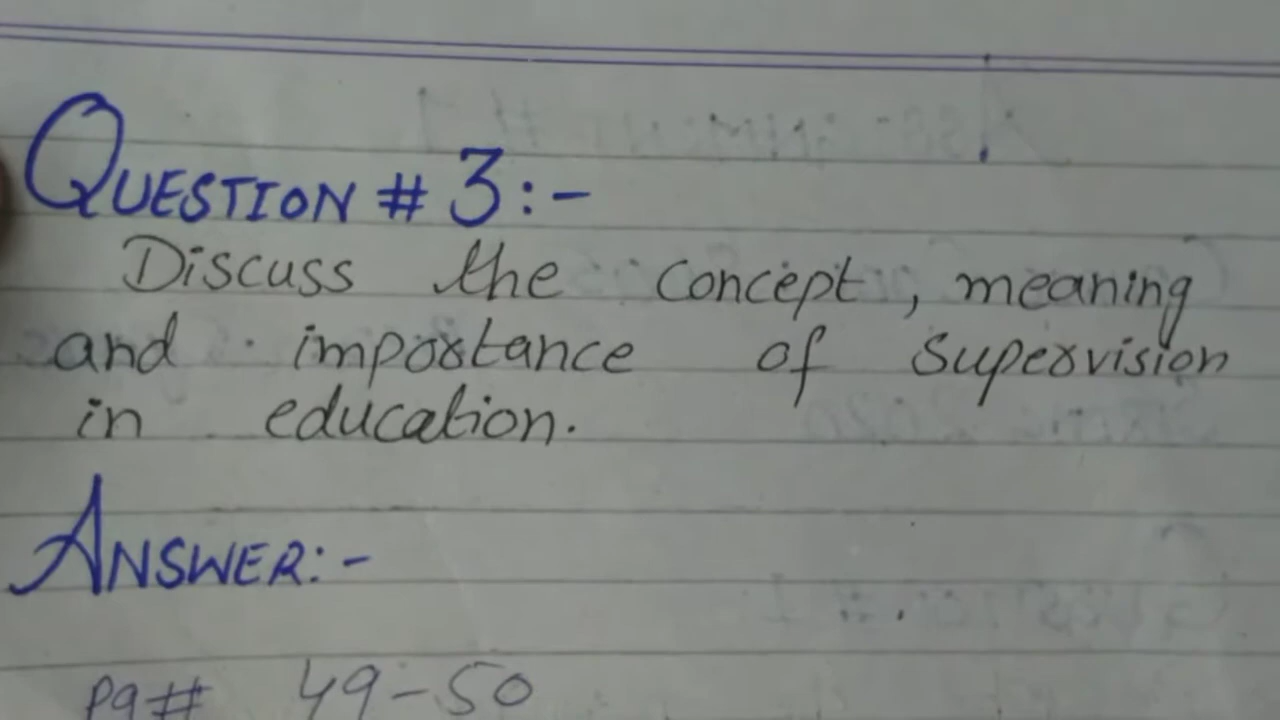 QUESTION # 3:-
Discuss the concept, meaning
and importance of supervision
in education.
ANSWER:-
Pg# 49-50